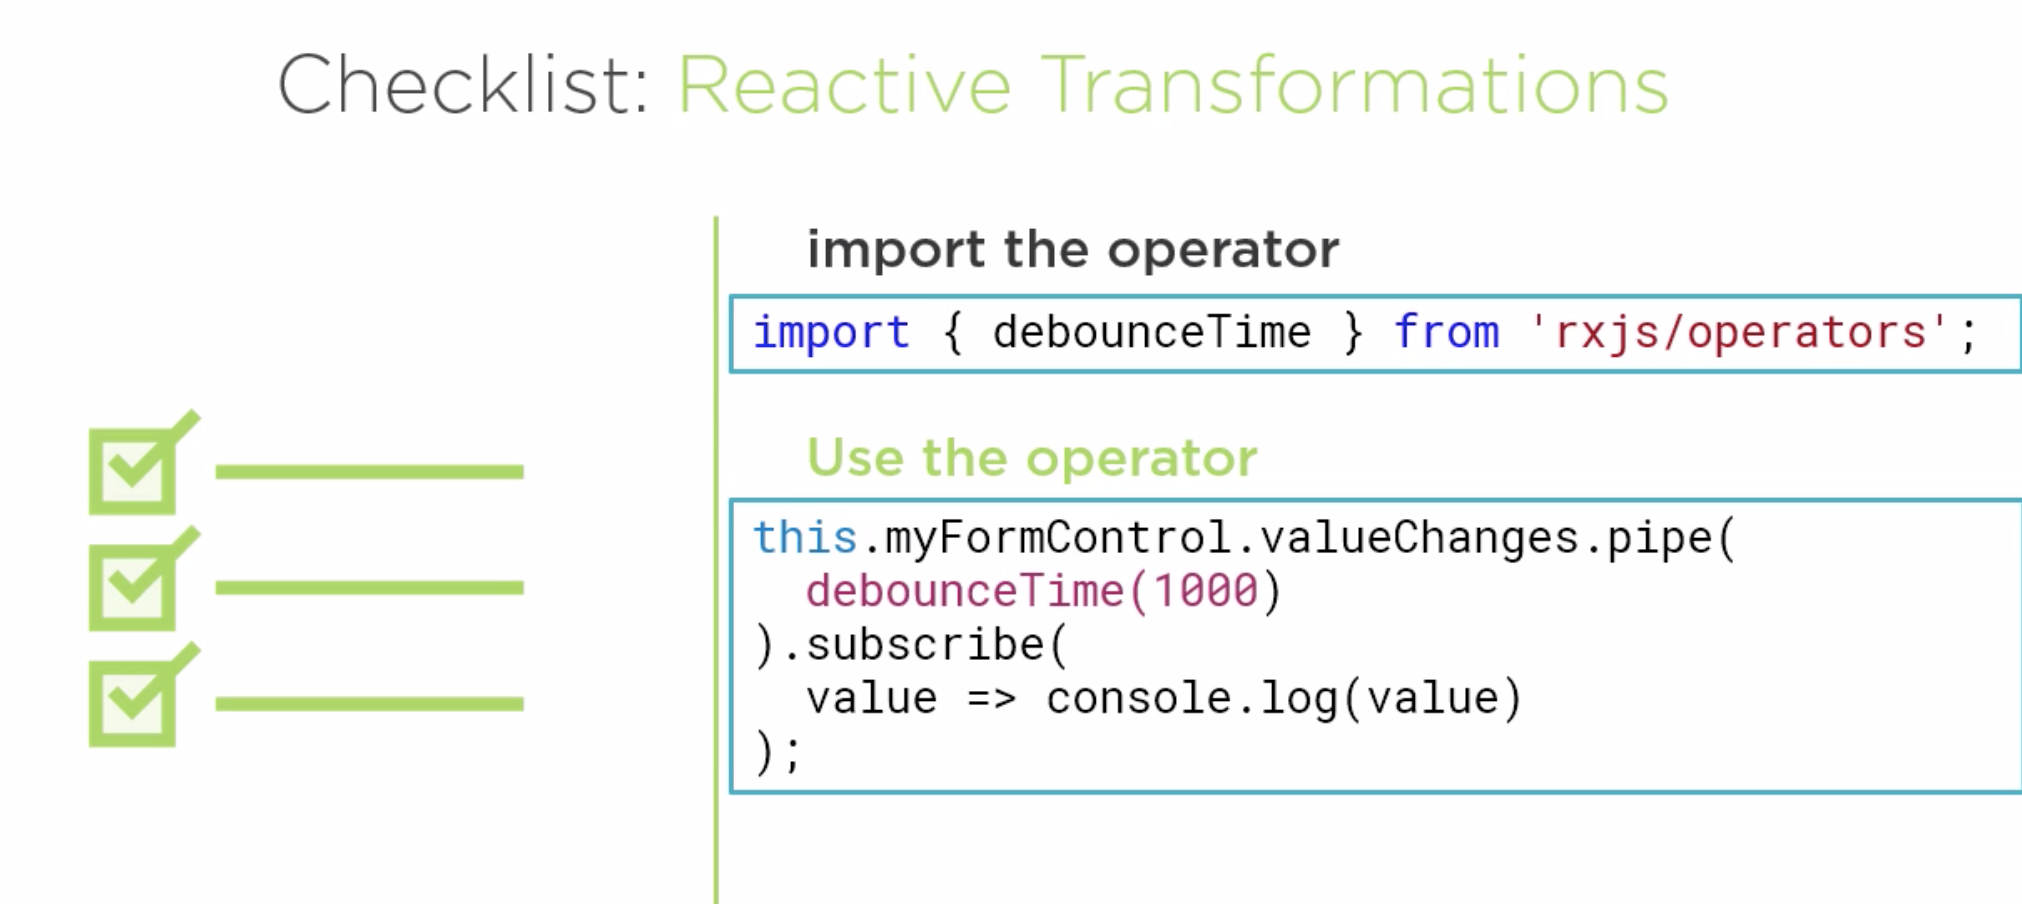 Checklist: Reactive Transformations
import the operator
import { debounceTime } from 'rxjs/operators';
Use the operator
this.myFormControl.valueChanges.pipe(
  debounceTime(1000)
).subscribe(
  value => console.log(value)
);